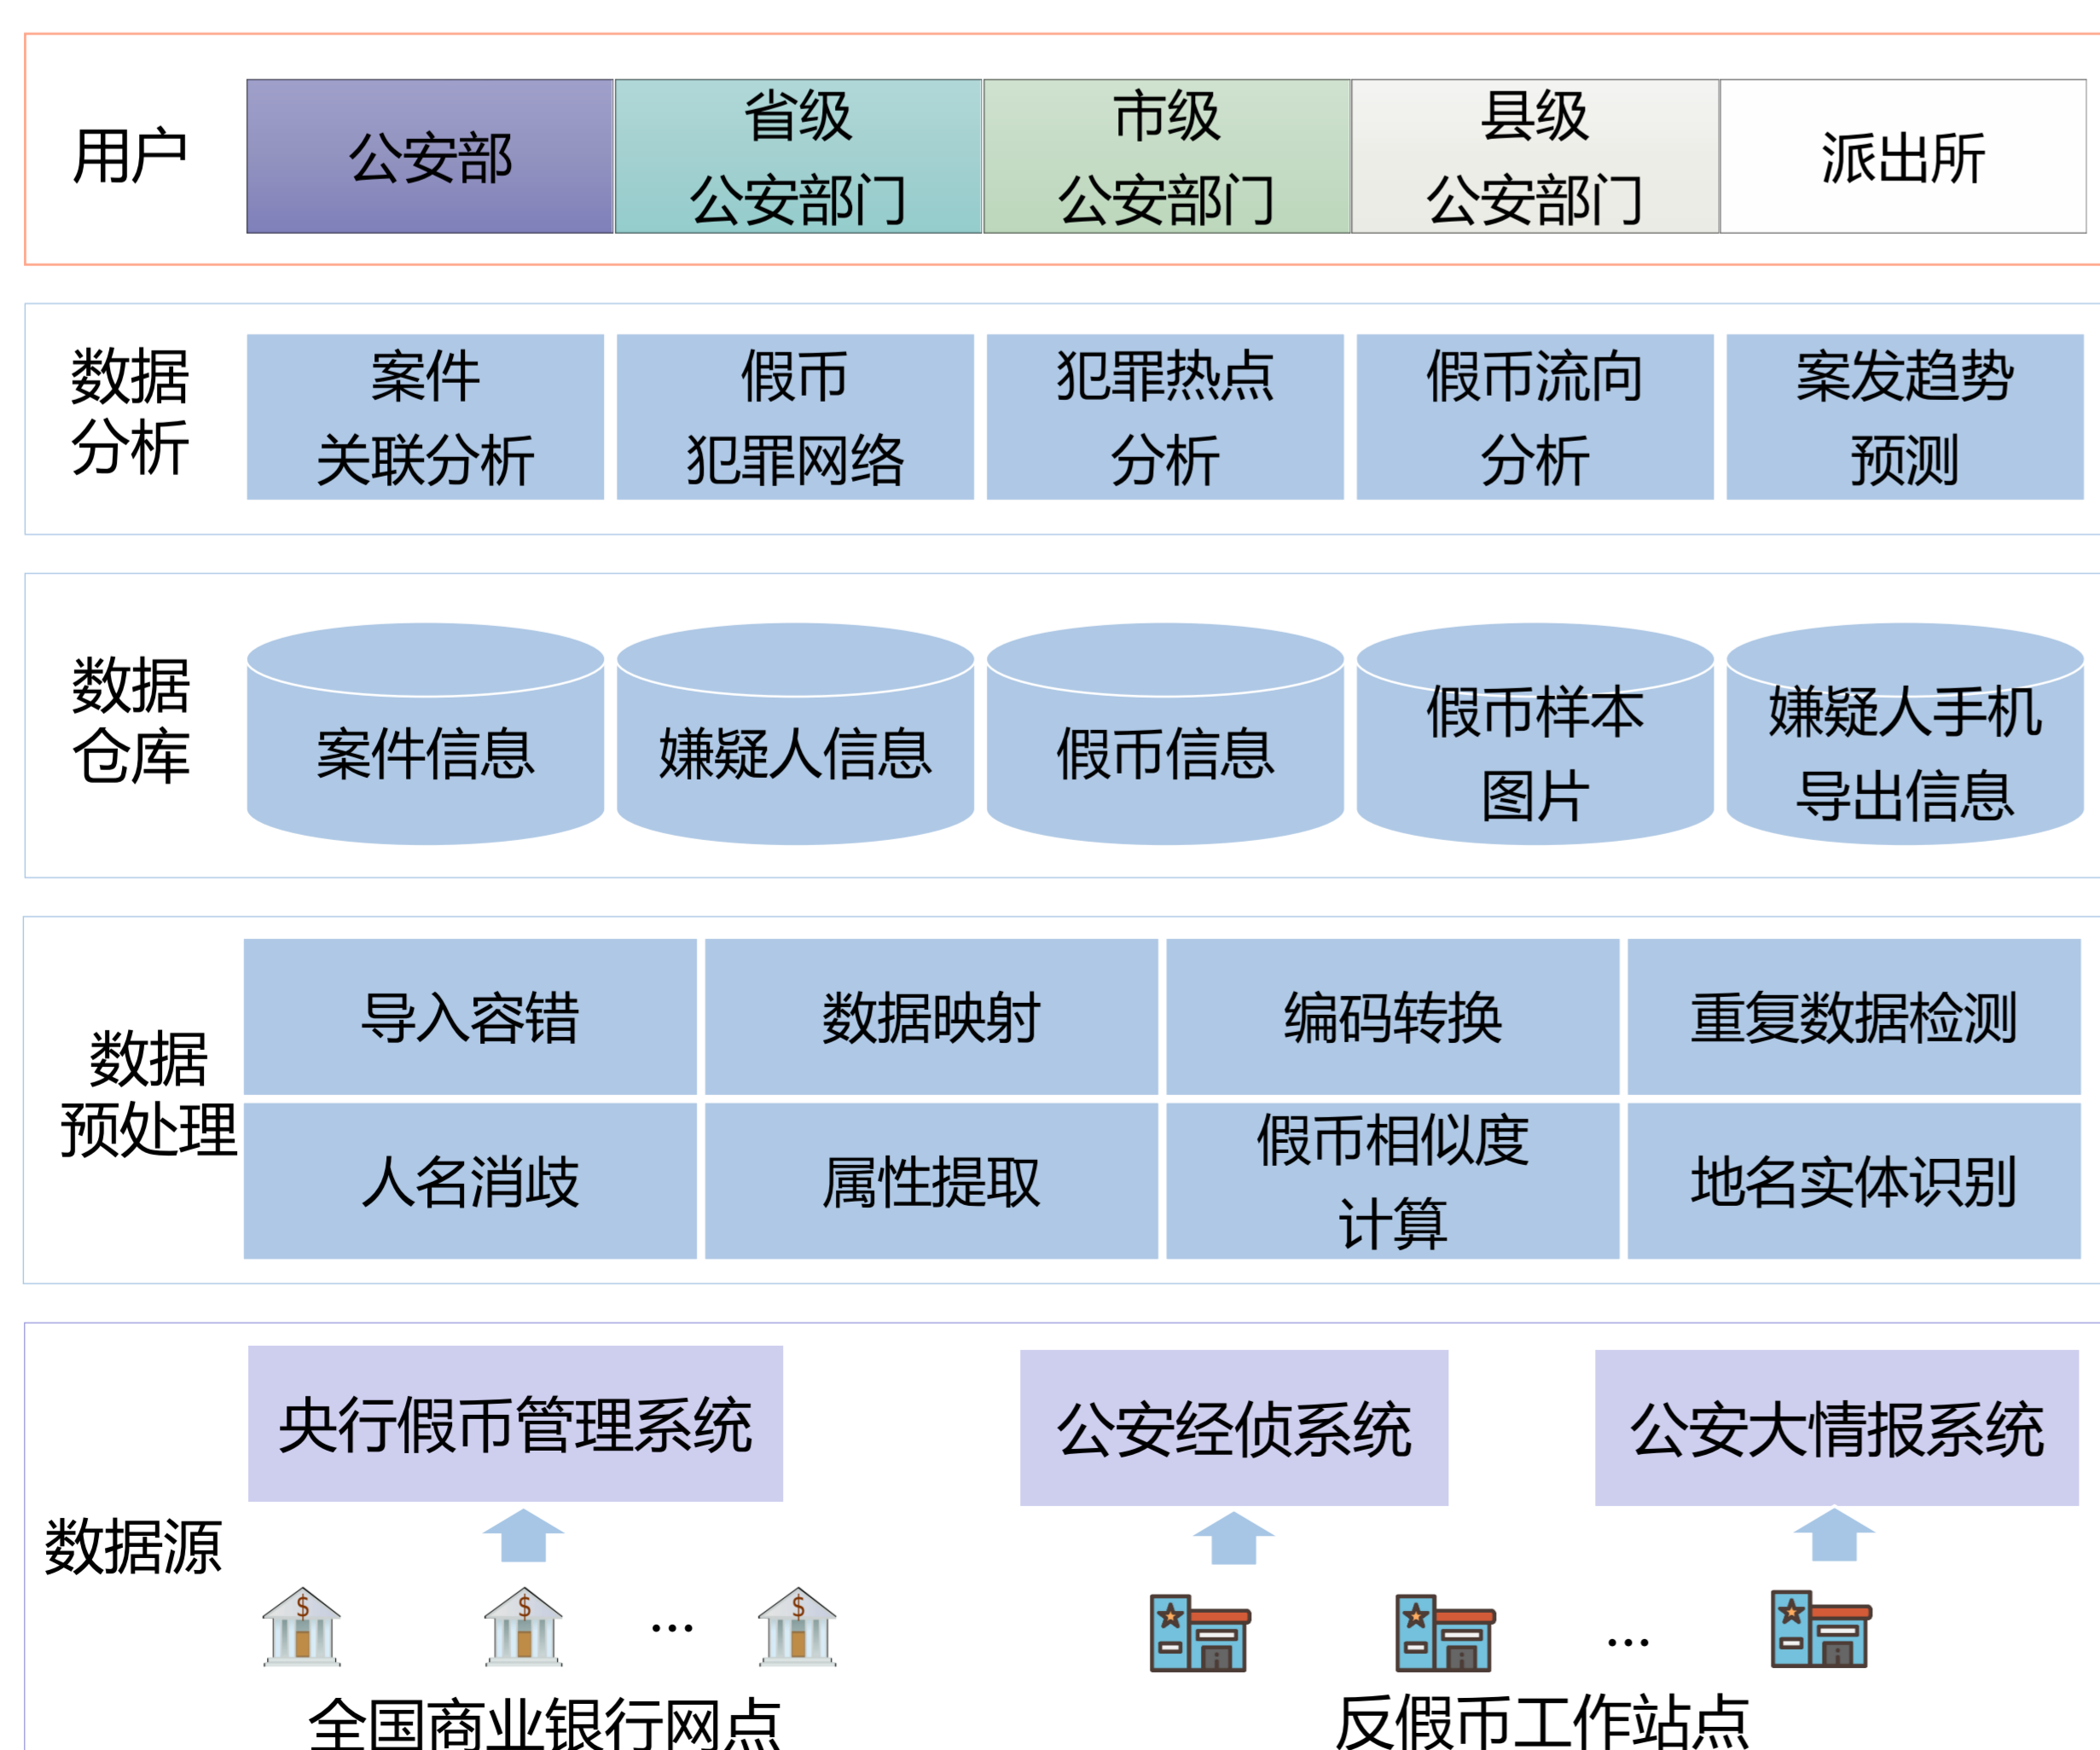 用户
公安部
省级
公安部门
市级
公安部门
县级
公安部门
派出所
数据
分析
案件
关联分析
假币
犯罪网络
犯罪热点
分析
假币流向
分析
案发趋势
预测
数据
仓库
案件信息
嫌疑人信息
假币信息
假币样本
图片
嫌疑人手机
导出信息
数据
预处理
导入容错
数据映射
编码转换
重复数据检测
人名消歧
属性提取
假币相似度
计算
地名实体识别
数据源
央行假币管理系统
公安经侦系统
公安大情报系统
$
$
...
$
...
全国商业银行网点
反假币工作站点